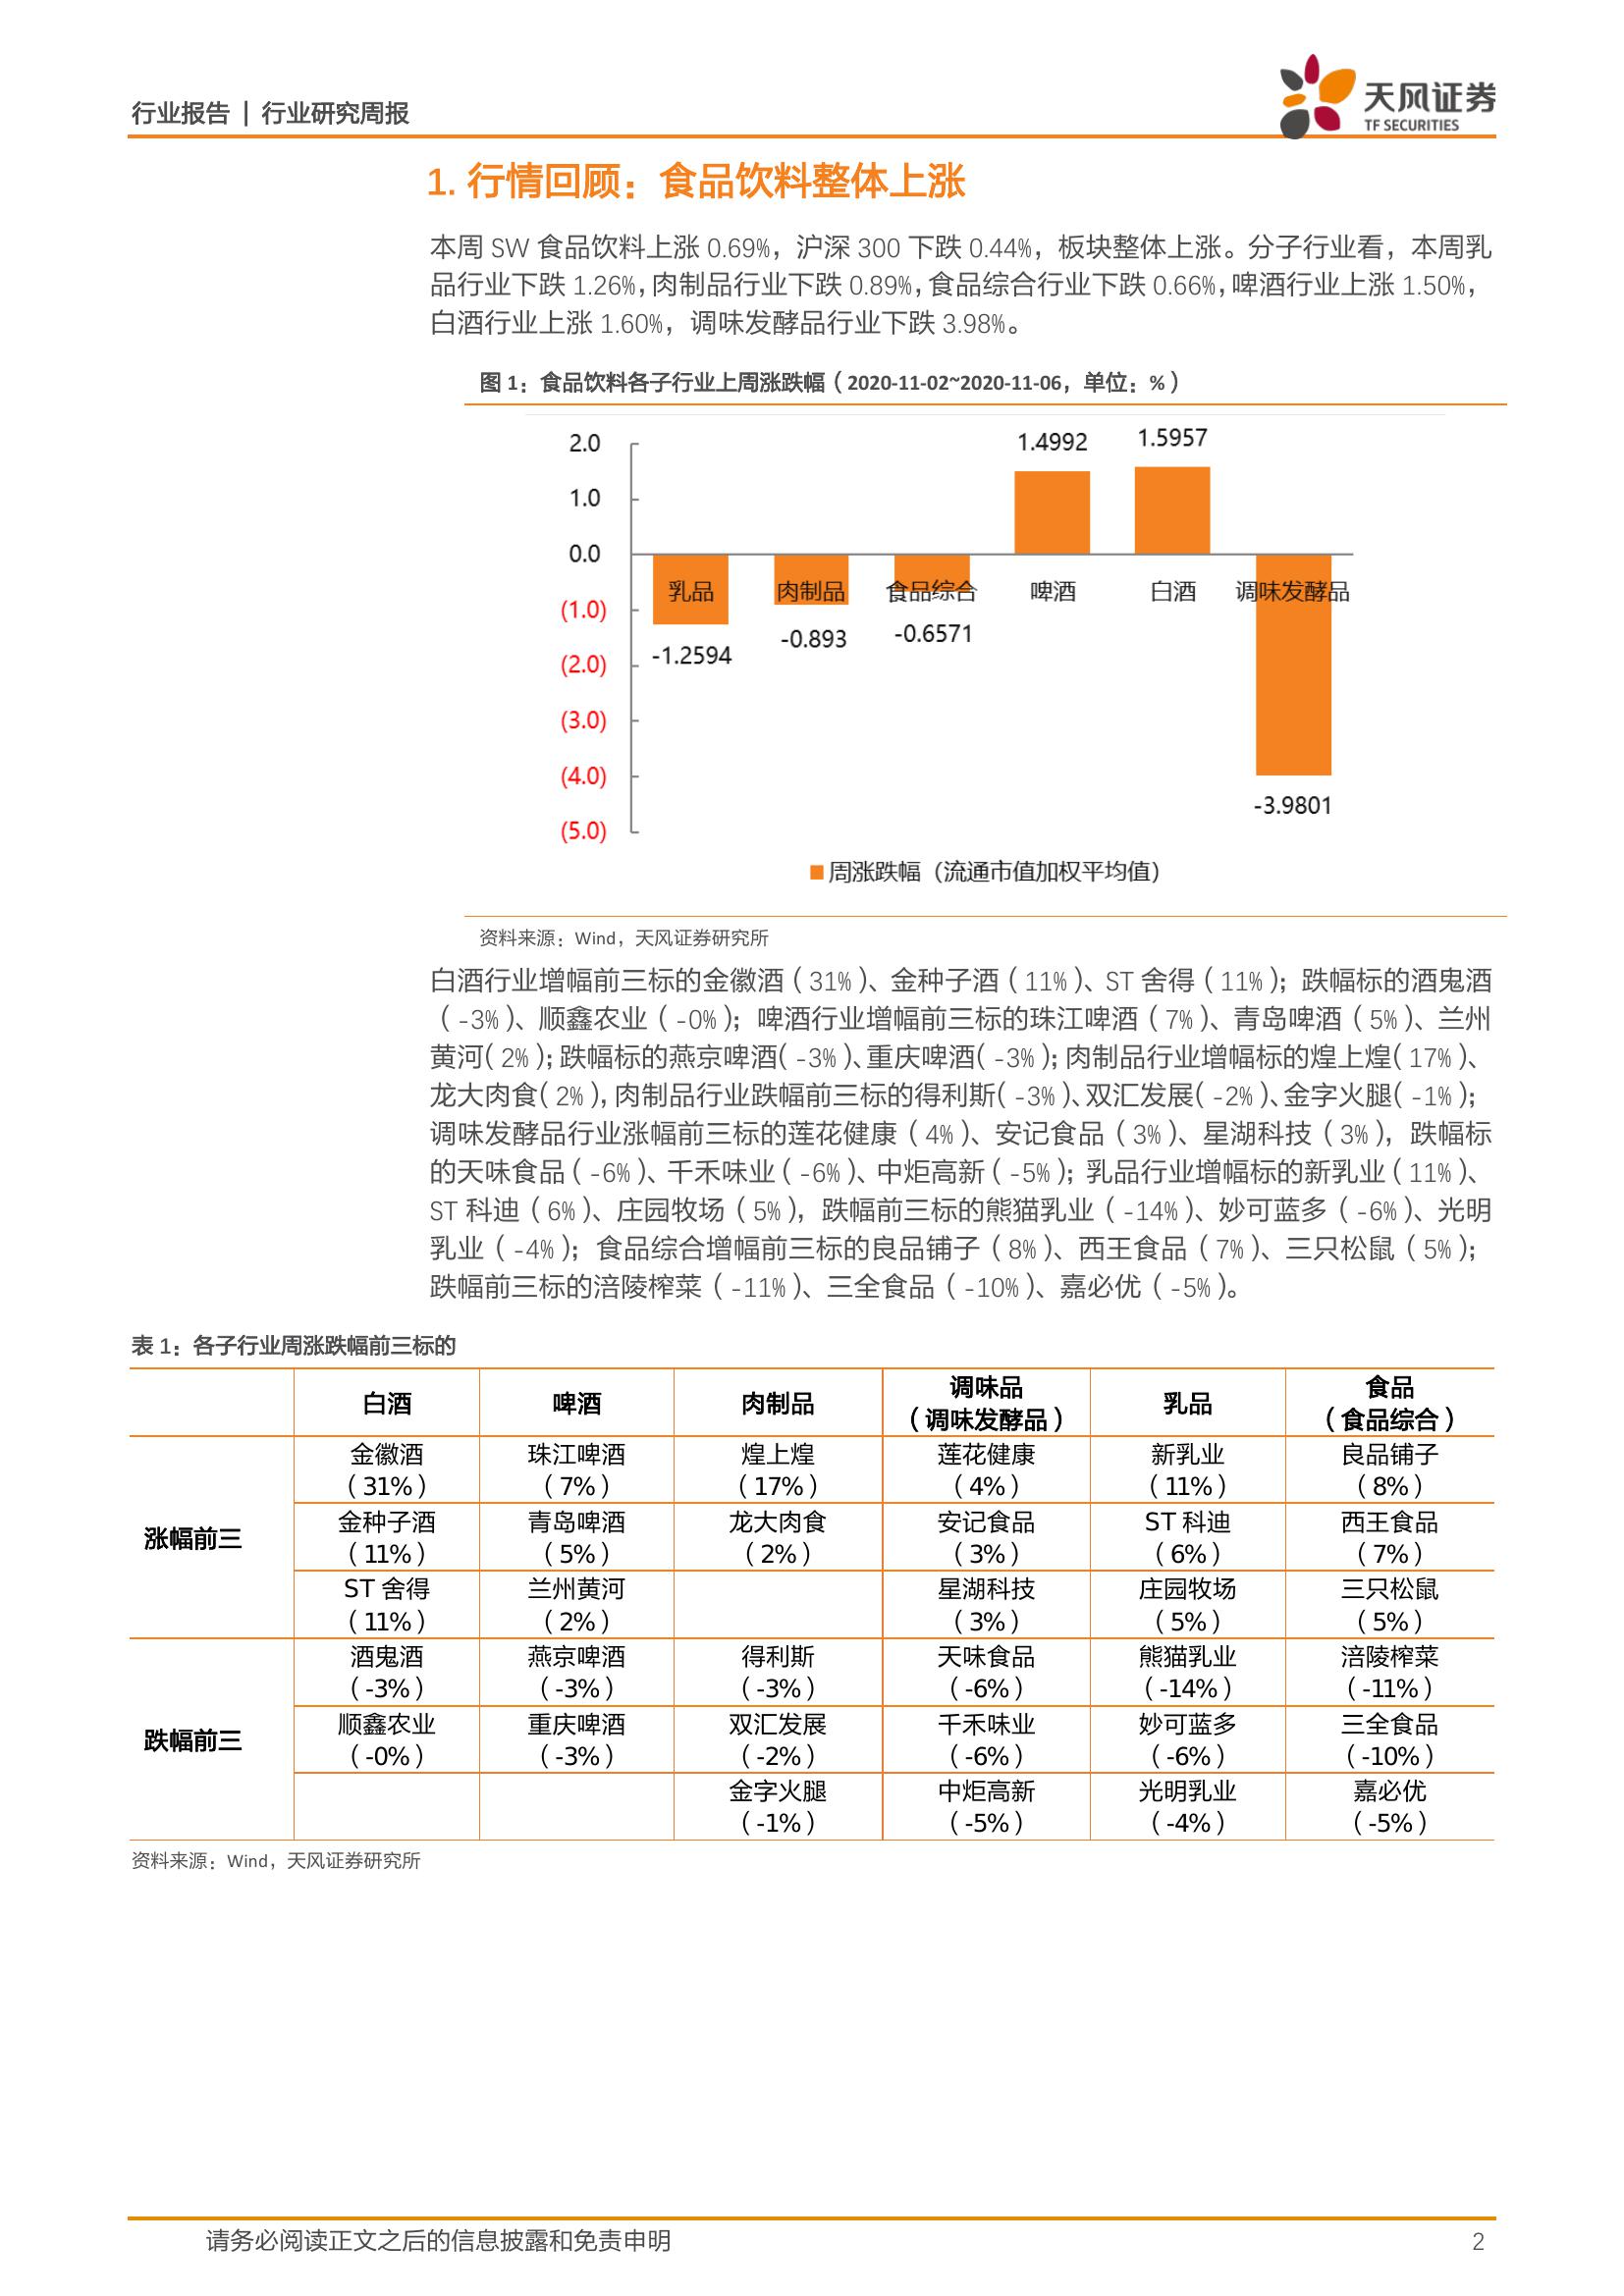 行业报告 | 行业研究周报
天风证券
TF SECURITIES
1. 行情回顾：食品饮料整体上涨
本周 SW 食品饮料上涨 0.69%，沪深 300 下跌 0.44%，板块整体上涨。分子行业看，本周乳
品行业下跌 1.26%，肉制品行业下跌 0.89%，食品综合行业下跌 0.66%，啤酒行业上涨 1.50%，
白酒行业上涨 1.60%，调味发酵品行业下跌 3.98%。
图 1：食品饮料各子行业上周涨跌幅（2020-11-02~2020-11-06，单位：%）
2.0
1.0
0.0
(1.0)
(2.0)
(3.0)
(4.0)
(5.0)
1.4992
1.5957
乳品
肉制品
食品综合
啤酒
白酒
调味发酵品
-1.2594
-0.893
-0.6571
-3.9801
周涨跌幅（流通市值加权平均值）
资料来源：Wind，天风证券研究所
白酒行业增幅前三标的金徽酒（31%）、金种子酒（11%）、ST 舍得（11%）；跌幅标的酒鬼酒
（-3%）、顺鑫农业（-0%）；啤酒行业增幅前三标的珠江啤酒（7%）、青岛啤酒（5%）、兰州
黄河（2%）；跌幅标的燕京啤酒（-3%）、重庆啤酒（-3%）；肉制品行业增幅标的煌上煌（17%）、
龙大肉食（2%），肉制品行业跌幅前三标的得利斯（-3%）、双汇发展（-2%）、金字火腿（-1%）；
调味发酵品行业涨幅前三标的莲花健康（4%）、安记食品（3%）、星湖科技（3%），跌幅标
的天味食品（-6%）、千禾味业（-6%）、中炬高新（-5%）；乳品行业增幅标的新乳业（11%）、
ST 科迪（6%）、庄园牧场（5%），跌幅前三标的熊猫乳业（-14%）、妙可蓝多（-6%）、光明
乳业（-4%）；食品综合增幅前三标的良品铺子（8%）、西王食品（7%）、三只松鼠（5%）；
跌幅前三标的涪陵榨菜（-11%）、三全食品（-10%）、嘉必优（-5%）。
表 1：各子行业周涨跌幅前三标的
白酒 啤酒 肉制品 调味品 乳品 食品
（调味发酵品） （食品综合）
金徽酒 珠江啤酒 煌上煌 莲花健康 新乳业 良品铺子
（31%） （7%） （17%） （4%） （11%） （8%）
涨幅前三
金种子酒 青岛啤酒 龙大肉食 安记食品 ST 科迪 西王食品
（11%） （5%） （2%） （3%） （6%） （7%）
ST 舍得 兰州黄河 星湖科技 庄园牧场 三只松鼠
（11%） （2%） （3%） （5%） （5%）
酒鬼酒 燕京啤酒 得利斯 天味食品 熊猫乳业 涪陵榨菜
（-3%） （-3%） （-3%） （-6%） （-14%） （-11%）
跌幅前三
顺鑫农业 重庆啤酒 双汇发展 千禾味业 妙可蓝多 三全食品
（-0%） （-3%） （-2%） （-6%） （-6%） （-10%）
金字火腿 中炬高新 光明乳业 嘉必优
（-1%） （-5%） （-4%） （-5%）
资料来源：Wind，天风证券研究所
请务必阅读正文之后的信息披露和免责申明 2